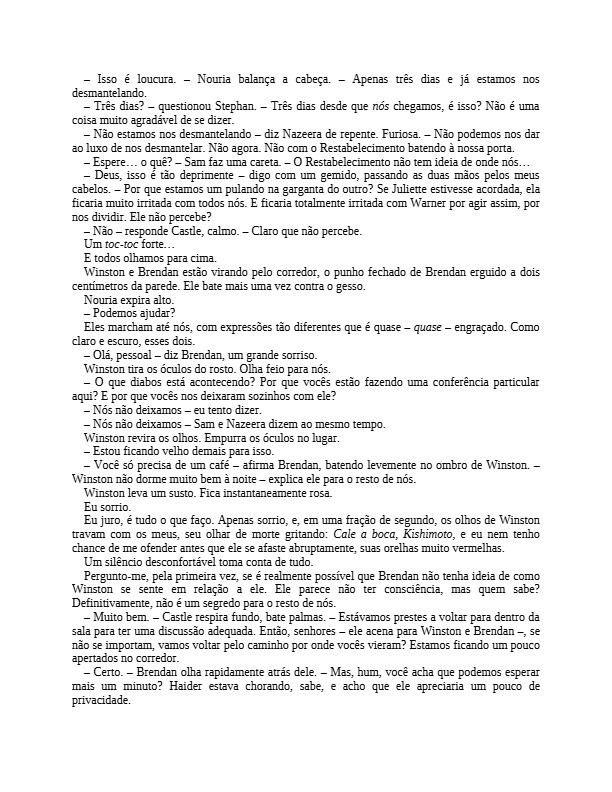 – Isso é loucura. – Nouria balança a cabeça. – Apenas três dias e já estamos nos
desmantelando.
– Três dias? – questionou Stephan. – Três dias desde que nós chegamos, é isso? Não é uma
coisa muito agradável de se dizer.
– Não estamos nos desmantelando – diz Nazeera de repente. Furiosa. – Não podemos nos dar
ao luxo de nos desmantelar. Não agora. Não com o Restabelecimento batendo à nossa porta.
– Espere… o quê? – Sam faz uma careta. – O Restabelecimento não tem ideia de onde nós…
– Deus, isso é tão deprimente – digo com um gemido, passando as duas mãos pelos meus
cabelos. – Por que estamos um pulando na garganta do outro? Se Juliette estivesse acordada, ela
ficaria muito irritada com todos nós. E ficaria totalmente irritada com Warner por agir assim, por
nos dividir. Ele não percebe?
– Não – responde Castle, calmo. – Claro que não percebe.
Um toc-toc forte…
E todos olhamos para cima.
Winston e Brendan estão virando pelo corredor, o punho fechado de Brendan erguido a dois
centímetros da parede. Ele bate mais uma vez contra o gesso.
Nouria expira alto.
– Podemos ajudar?
Eles marcham até nós, com expressões tão diferentes que é quase – quase – engraçado. Como
claro e escuro, esses dois.
– Olá, pessoal – diz Brendan, um grande sorriso.
Winston tira os óculos do rosto. Olha feio para nós.
– O que diabos está acontecendo? Por que vocês estão fazendo uma conferência particular
aqui? E por que vocês nos deixaram sozinhos com ele?
– Nós não deixamos – eu tento dizer.
– Nós não deixamos – Sam e Nazeera dizem ao mesmo tempo.
Winston revira os olhos. Empurra os óculos no lugar.
– Estou ficando velho demais para isso.
– Você só precisa de um café – afirma Brendan, batendo levemente no ombro de Winston. –
Winston não dorme muito bem à noite – explica ele para o resto de nós.
Winston leva um susto. Fica instantaneamente rosa.
Eu sorrio.
Eu juro, é tudo o que faço. Apenas sorrio, e, em uma fração de segundo, os olhos de Winston
travam com os meus, seu olhar de morte gritando: Cale a boca, Kishimoto, e eu nem tenho
chance de me ofender antes que ele se afaste abruptamente, suas orelhas muito vermelhas.
Um silêncio desconfortável toma conta de tudo.
Pergunto-me, pela primeira vez, se é realmente possível que Brendan não tenha ideia de como
Winston se sente em relação a ele. Ele parece não ter consciência, mas quem sabe?
Definitivamente, não é um segredo para o resto de nós.
– Muito bem. – Castle respira fundo, bate palmas. – Estávamos prestes a voltar para dentro da
sala para ter uma discussão adequada. Então, senhores – ele acena para Winston e Brendan –, se
não se importam, vamos voltar pelo caminho por onde vocês vieram? Estamos ficando um pouco
apertados no corredor.
– Certo. – Brendan olha rapidamente atrás dele. – Mas, hum, você acha que podemos esperar
mais um minuto? Haider estava chorando, sabe, e acho que ele apreciaria um pouco de
privacidade.